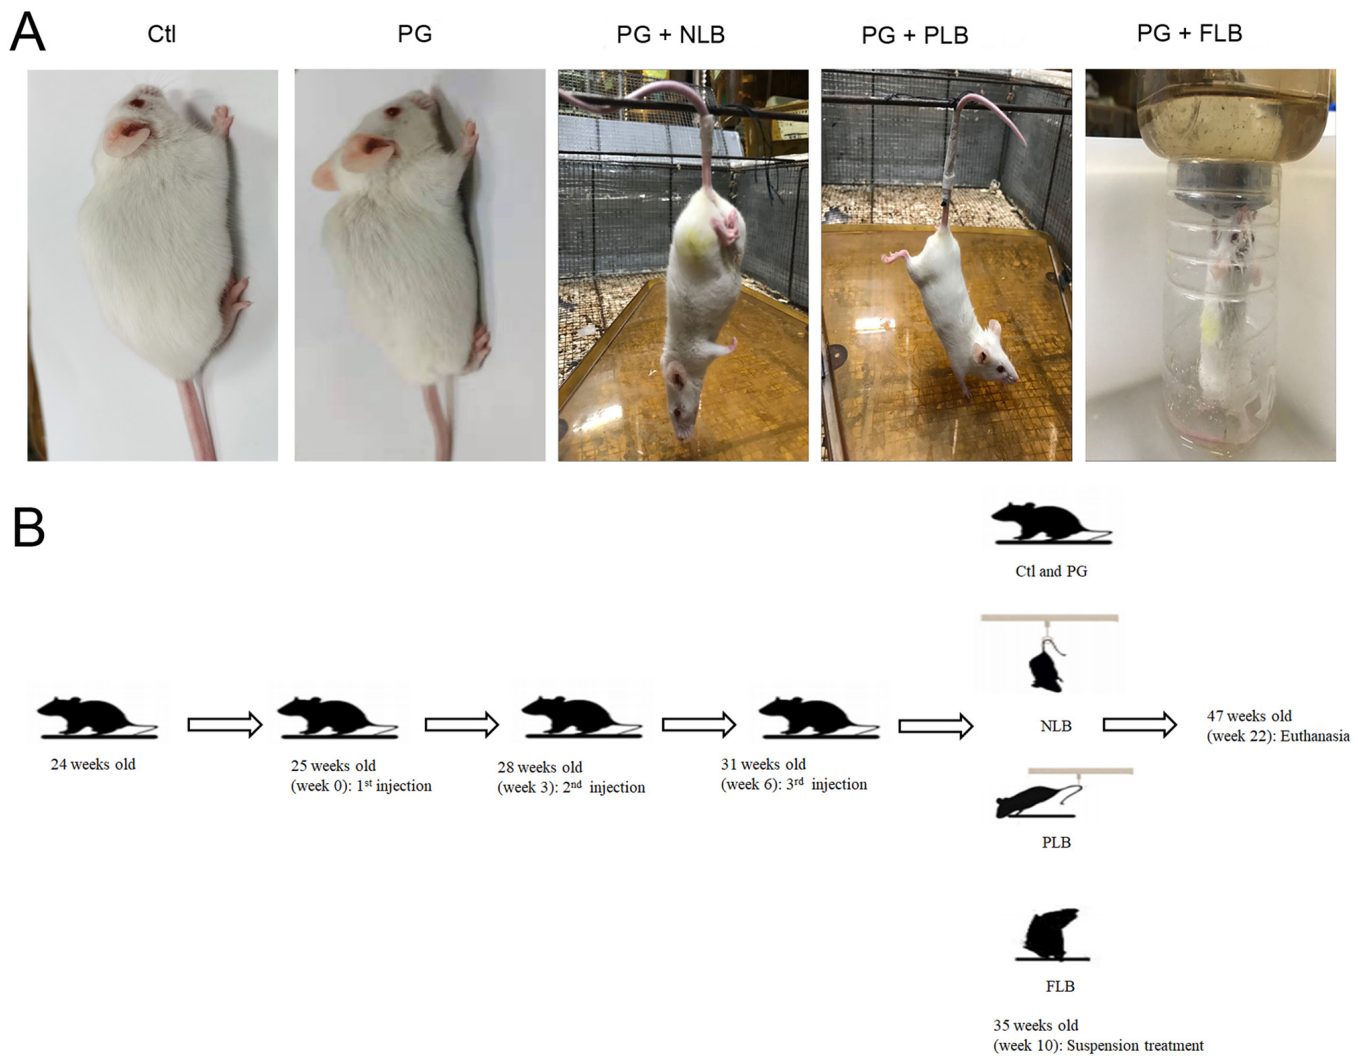 A
Ctl
PG
PG + NLB
PG + PLB
PG + FLB
B
Ctl and PG
NLB
PLB
FLB
24 weeks old
25 weeks old
(week 0): 1st injection
28 weeks old
(week 3): 2nd injection
31 weeks old
(week 6): 3rd injection
35 weeks old
(week 10): Suspension treatment
47 weeks old
(week 22): Euthanasia